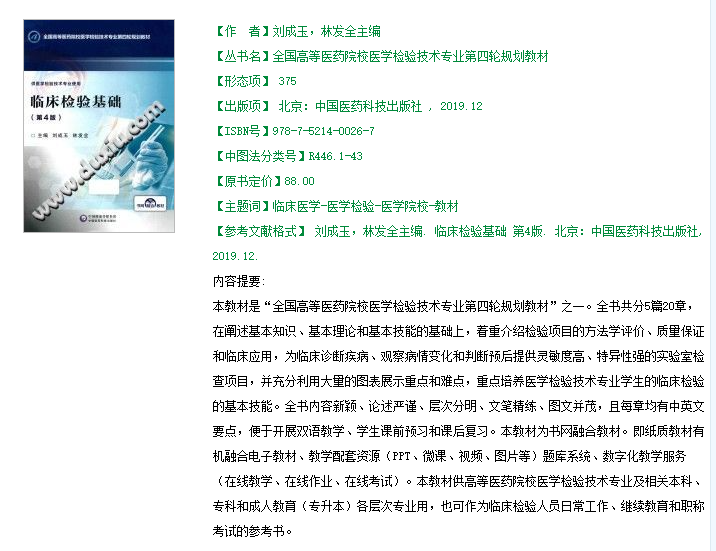 全国高等医药院校医学检验技术专业第四轮规划教材
供医学检验技术专业使用
临床检验基础
（第4版）
主编 刘成玉 林发全
www.duxiu.com
中国医药科技出版社
【作　者】刘成玉，林发全主编
【丛书名】全国高等医药院校医学检验技术专业第四轮规划教材
【形态项】 375
【出版项】 北京：中国医药科技出版社 , 2019.12
【ISBN号】978-7-5214-0026-7
【中图法分类号】R446.1-43
【原书定价】88.00
【主题词】临床医学-医学检验-医学院校-教材
【参考文献格式】 刘成玉，林发全主编. 临床检验基础 第4版. 北京：中国医药科技出版社,
2019.12.
内容提要:
本教材是“全国高等医药院校医学检验技术专业第四轮规划教材”之一。全书共分5篇20章，
在阐述基本知识、基本理论和基本技能的基础上，着重介绍检验项目的方法学评价、质量保证
和临床应用，为临床诊断疾病、观察病情变化和判断预后提供灵敏度高、特异性强的实验室检
查项目，并充分利用大量的图表展示重点和难点，重点培养医学检验技术专业学生的临床检验
的基本技能。全书内容新颖、论述严谨、层次分明、文笔精练、图文并茂，且每章均有中英文
要点，便于开展双语教学、学生课前预习和课后复习。本教材为书网融合教材。即纸质教材有
机融合电子教材、教学配套资源（PPT、微课、视频、图片等）题库系统、数字化教学服务
（在线教学、在线作业、在线考试）。本教材供高等医药院校医学检验技术专业及相关本科、
专科和成人教育（专升本）各层次专业用，也可作为临床检验人员日常工作、继续教育和职称
考试的参考书。